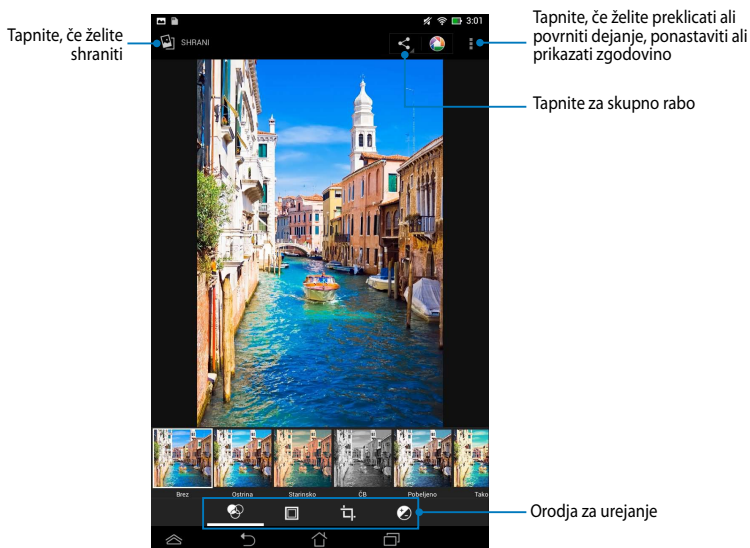 3:01
Tapnite, če želite
shraniti
SHRANI
Tapnite, če želite preklicati ali
povrniti dejanje, ponastaviti ali
prikazati zgodovino
Tapnite za skupno rabo
Brez
Ostrina
Starinsko
ČB
Pobeljeno
Tako
Orodja za urejanje